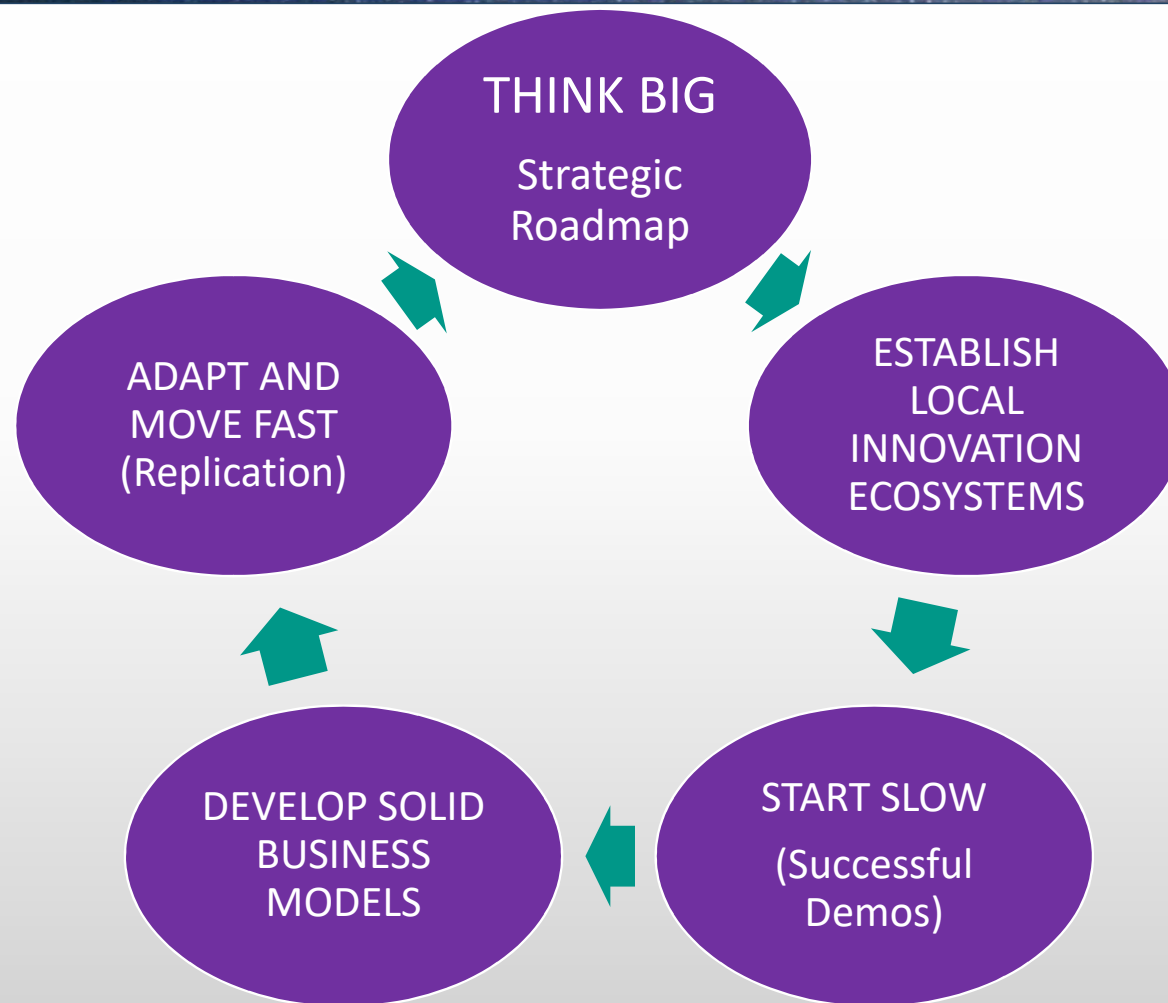 THINK BIG
Strategic
Roadmap
ESTABLISH
LOCAL
INNOVATION
ECOSYSTEMS
START SLOW
(Successful
Demos)
DEVELOP SOLID
BUSINESS
MODELS
ADAPT AND
MOVE FAST
(Replication)